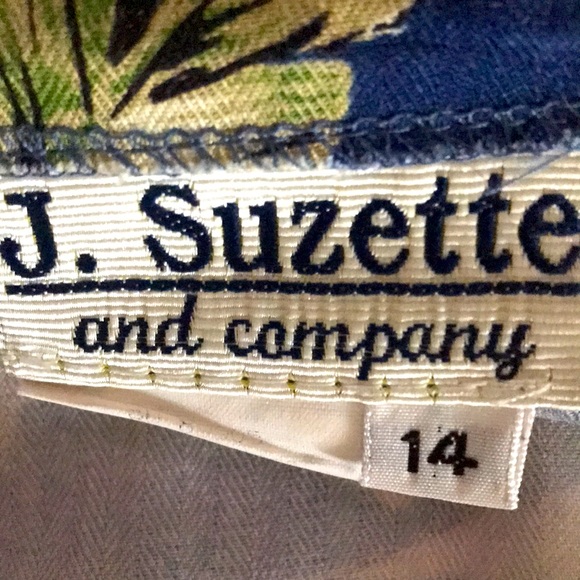 J. Suzette
and company
14